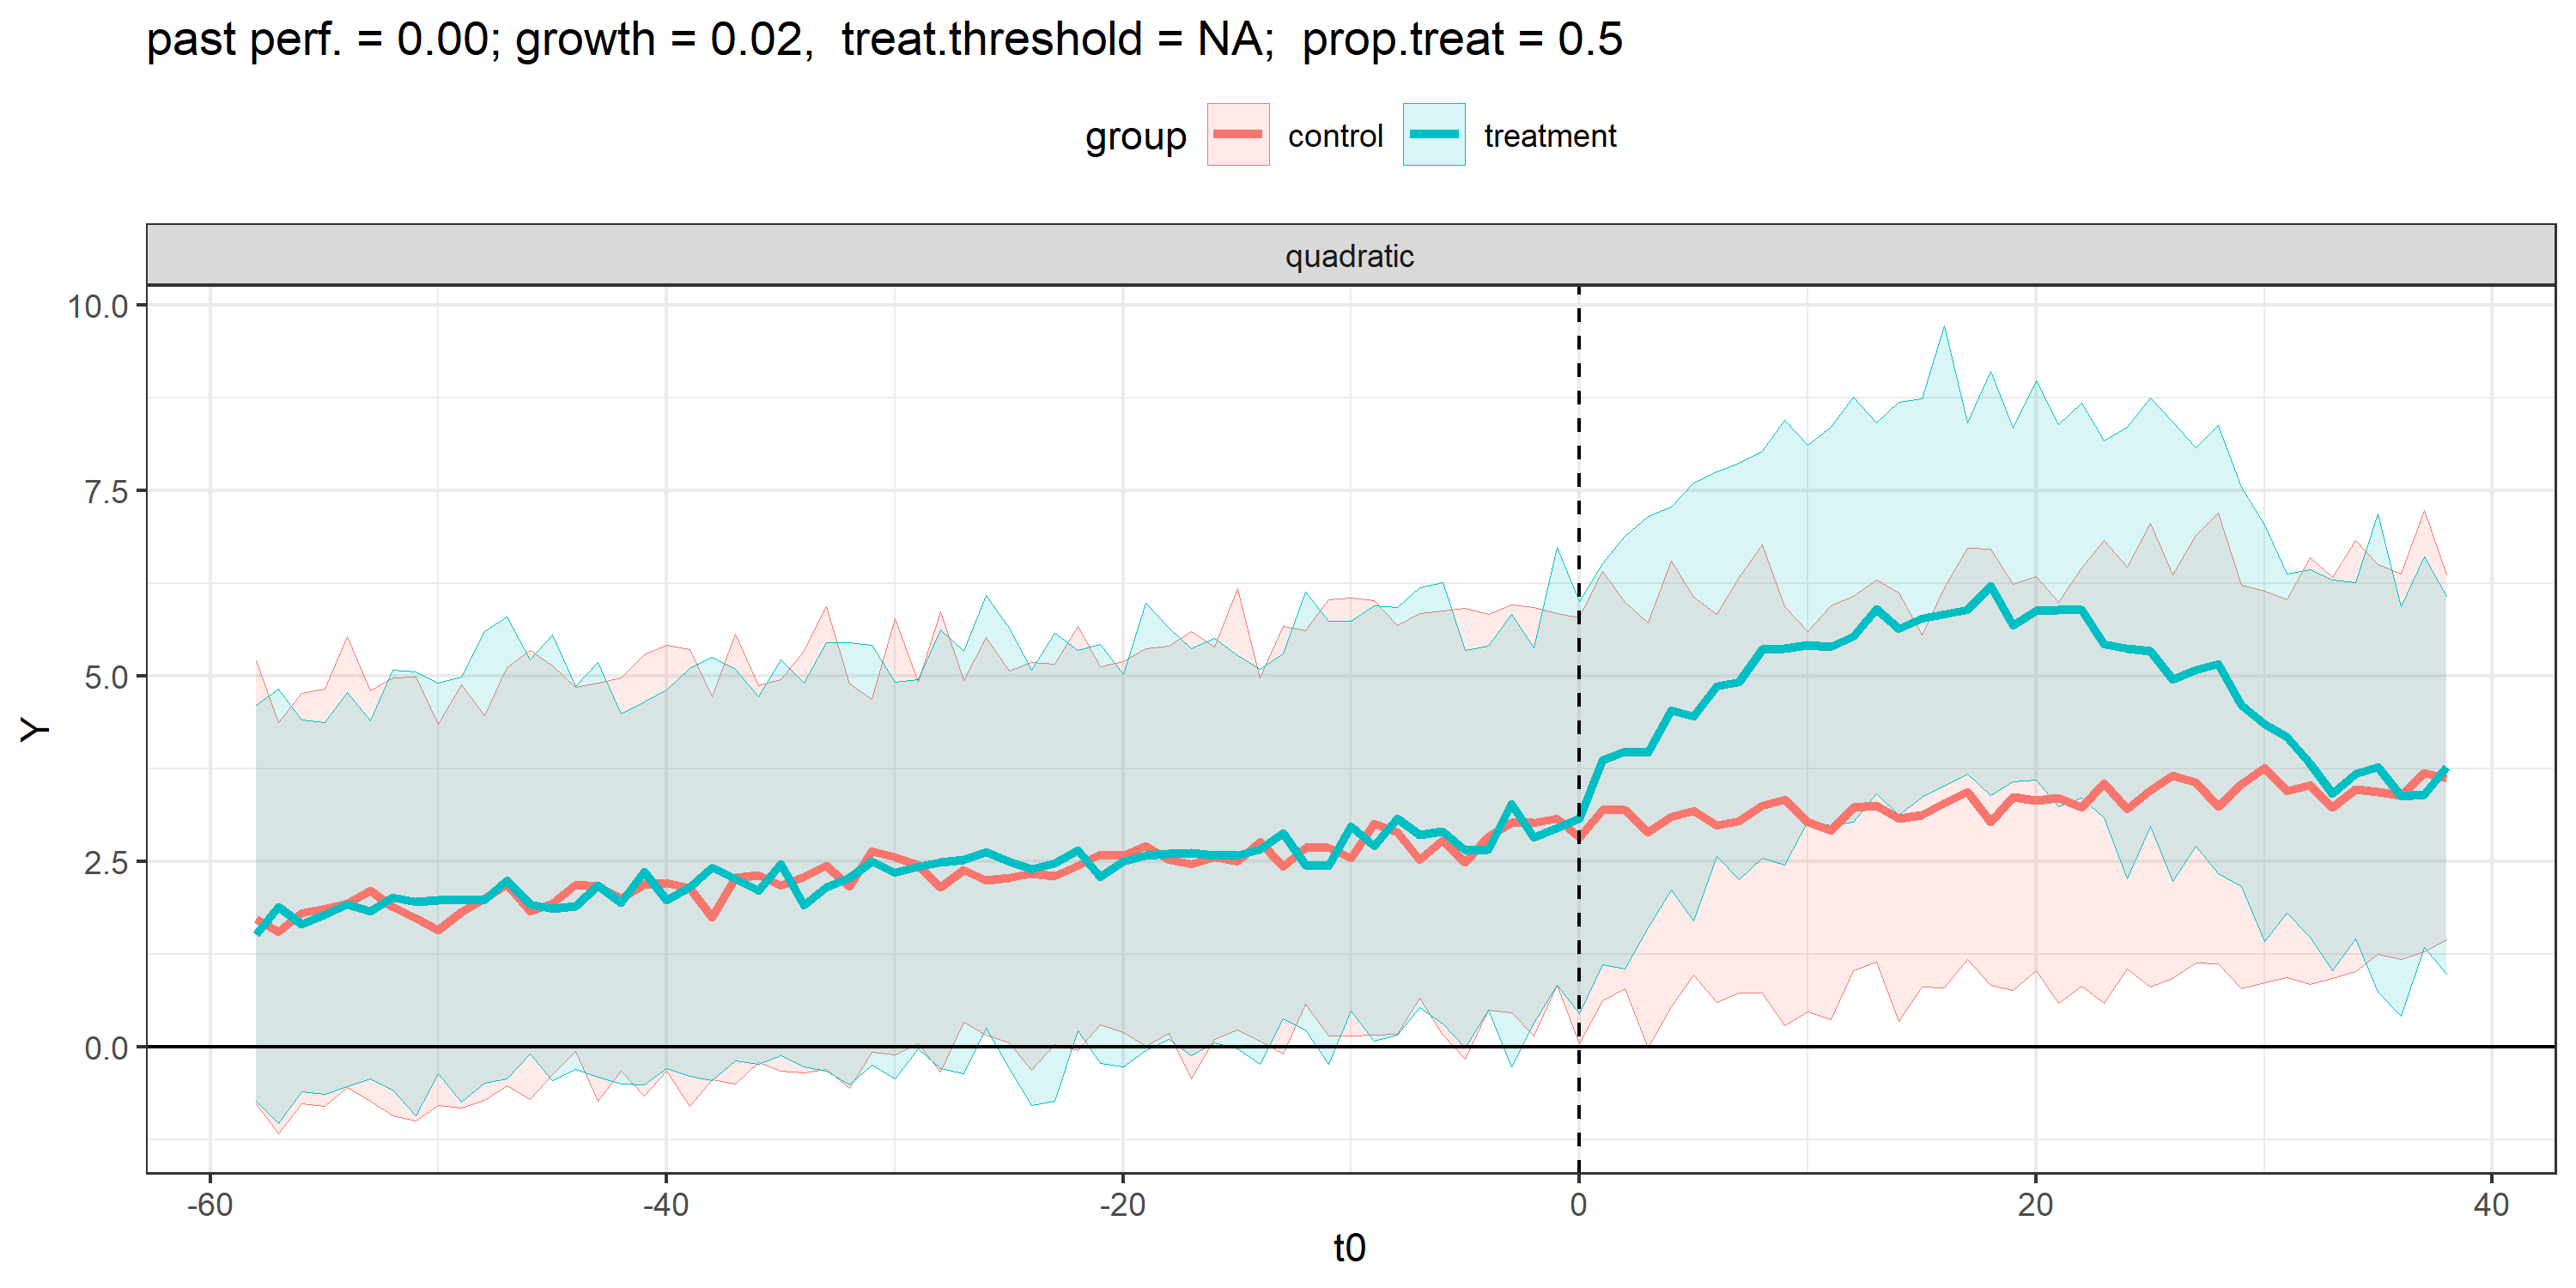 past perf. = 0.00; growth = 0.02,  treat.threshold = NA;  prop.treat = 0.5
group control treatment
quadratic
10.0
7.5
5.0
2.5
0.0
Y
-60 -40 -20 0 20 40
t0